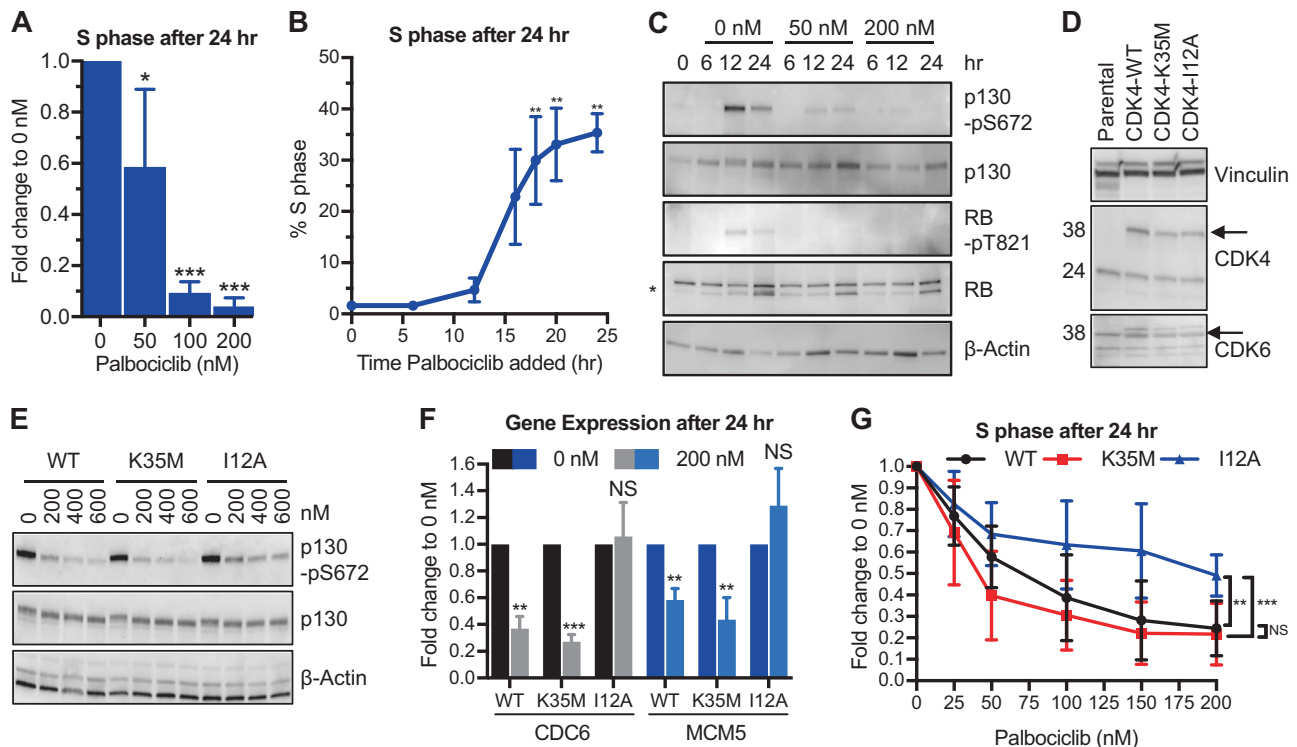 A
S phase after 24 hr
Fold change to 0 nM
1.0
0.8
0.6
0.4
0.2
0.0
*
***
***
0 50 100 200
Palbociclib (nM)
B
S phase after 24 hr
% S phase
50
40
30
20
10
0
** ** **
0 5 10 15 20 25
Time Palbociclib added (hr)
C
0 nM 50 nM 200 nM
0 6 12 24 6 12 24 6 12 24 hr
p130
-pS672
p130
RB
-pT821
* RB
β-Actin
D
Parental
CDK4-WT
CDK4-K35M
CDK4-I12A
Vinculin
38
CDK4
24
38
CDK6
E
WT K35M I12A
0 200 400 600 0 200 400 600 0 200 400 600 nM
p130
-pS672
p130
β-Actin
F
Gene Expression after 24 hr
0 nM 200 nM
Fold change to 0 nM
1.6
1.4
1.2
1.0
0.8
0.6
0.4
0.2
0.0
** *** NS ** ** NS
WT K35M I12A WT K35M I12A
CDC6 MCM5
G
S phase after 24 hr
WT K35M I12A
Fold change to 0 nM
1.0
0.9
0.8
0.7
0.6
0.5
0.4
0.3
0.2
0.1
0
** *** NS
0 25 50 75 100 125 150 175 200
Palbociclib (nM)